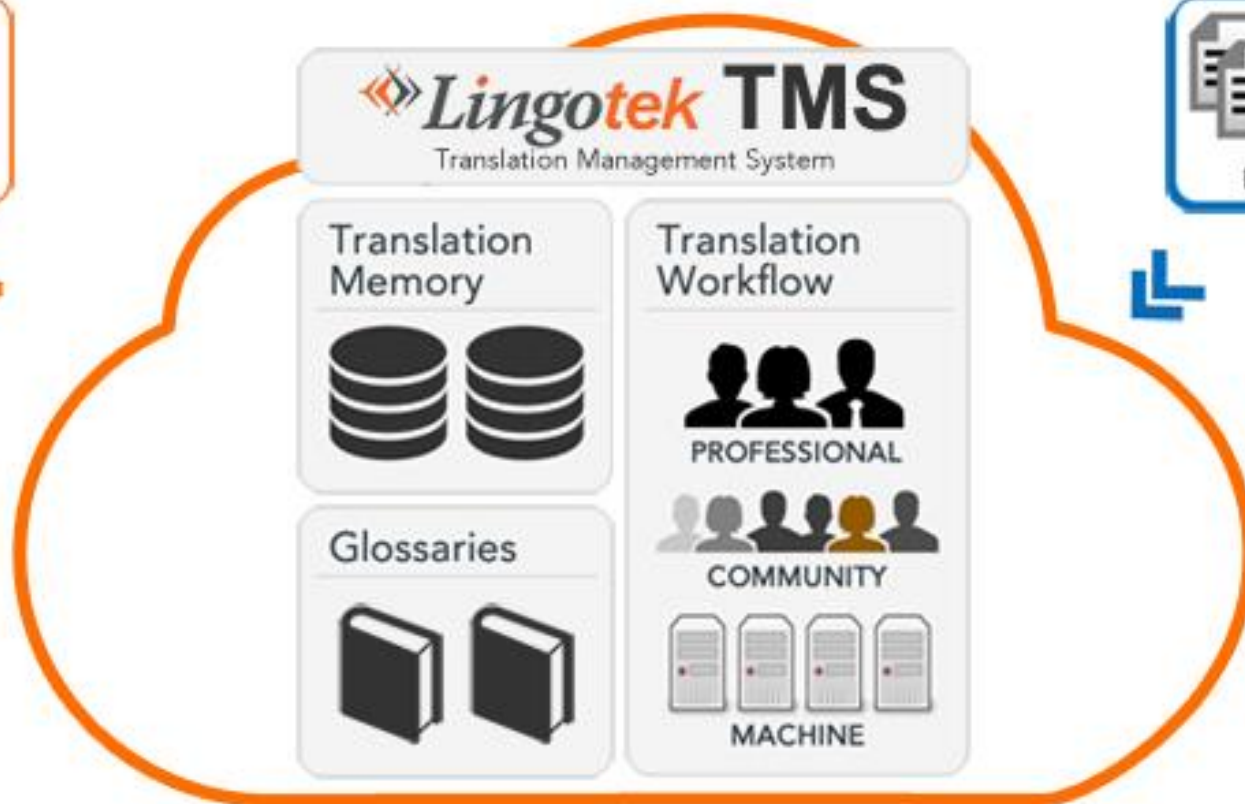 Lingotek TMS
Translation Management System
Translation
Memory
Translation
Workflow
PROFESSIONAL
COMMUNITY
MACHINE
Glossaries